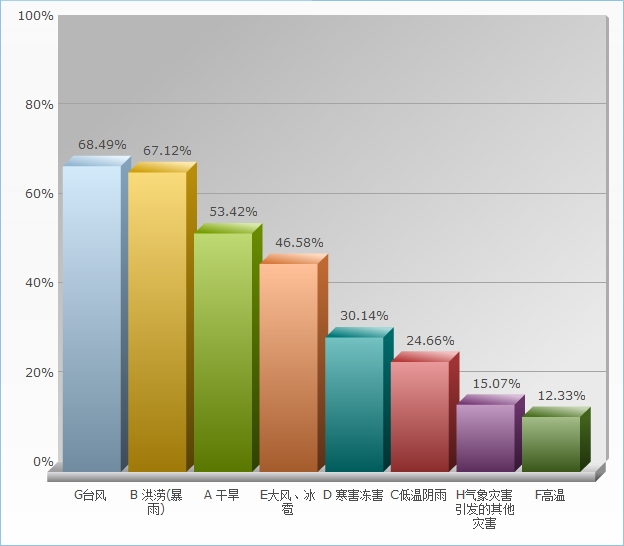 100%
80%
60%
40%
20%
0%
68.49%
67.12%
53.42%
46.58%
30.14%
24.66%
15.07%
12.33%
G台风
B 洪涝(暴
雨)
A 干旱
E大风、冰
雹
D 寒害冻害
C低温阴雨
H气象灾害
引发的其他
灾害
F高温